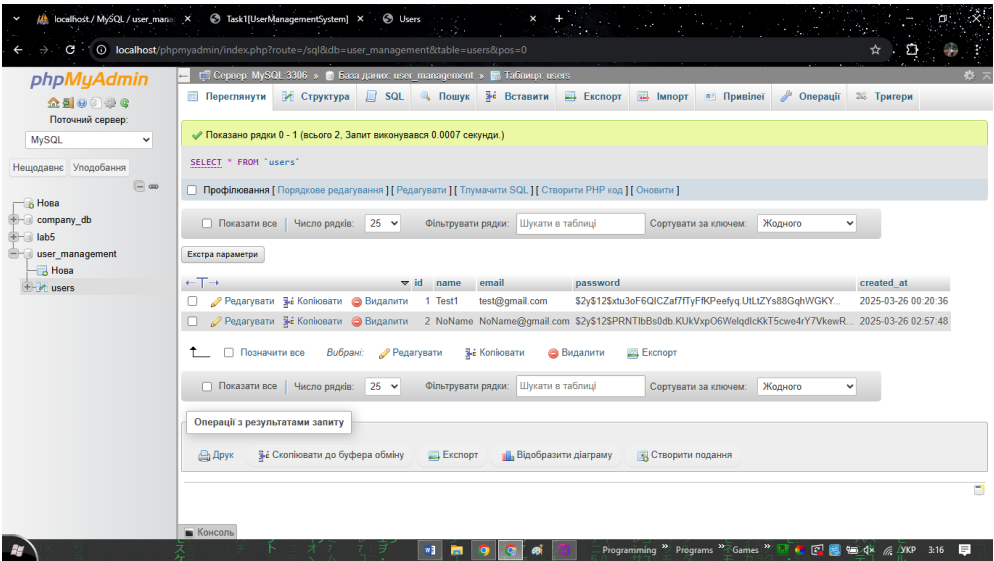 localhost / MySQL / user_mana
Task1[UserManagementSystem]
Users
localhost/phpmyadmin/index.php?route=/sql&db=user_management&table=users&pos=0
phpMyAdmin
Поточний сервер:
MySQL
Нещодавнє Уподобання
Нова
company_db
lab5
user_management
Нова
users
Сервер: MySQL:3306 » База даних: user_management » Таблиця: users
Переглянути Структура SQL Пошук Вставити Експорт Імпорт Привілеї Операції Тригери
Показано рядки 0 - 1 (всього 2, Запит виконувався 0.0007 секунди.)
SELECT * FROM `users`
Профілювання [ Порядкове редагування ] [ Редагувати ] [ Тлумачити SQL ] [ Створити PHP код ] [ Оновити ]
Показати все Число рядків: 25 Фільтрувати рядки: Шукати в таблиці Сортувати за ключем: Жодного
Екстра параметри
id name email password created_at
Редагувати Копіювати Видалити 1 Test1 test@gmail.com 2025-03-26 00:20:36
Редагувати Копіювати Видалити 2 NoName NoName@gmail.com 2025-03-26 02:57:48
Позначити все Вибрані: Редагувати Копіювати Видалити Експорт
Показати все Число рядків: 25 Фільтрувати рядки: Шукати в таблиці Сортувати за ключем: Жодного
Операції з результатами запиту
Друк Скопіювати до буфера обміну Експорт Відобразити діаграму Створити подання
Консоль
Programming » Programs » Games » УКР 3:16